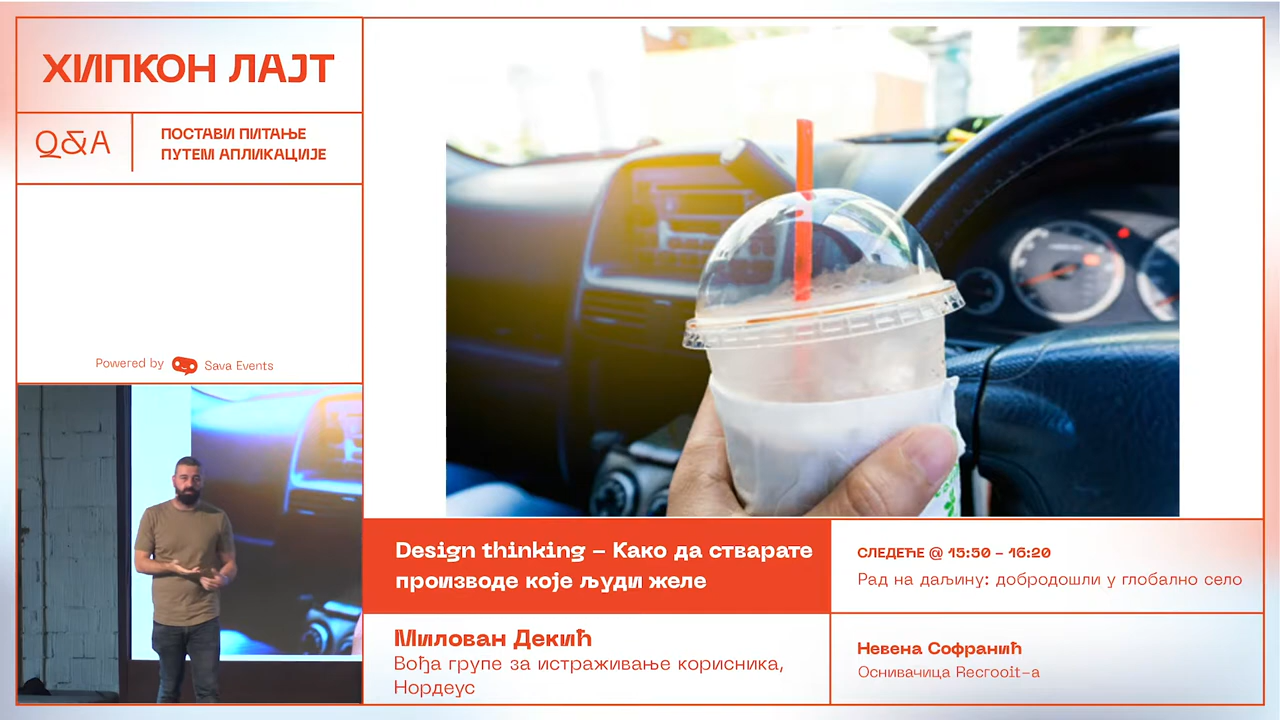 ХИПКОН ЛАЈТ
Q&A
ПОСТАВИ ПИТАЊЕ
ПУТЕМ АПЛИКАЦИЈЕ
Powered by Sava Events
Design thinking – Како да стварате
производе које људи желе
Милован Декић
Вођа групе за истраживање корисника,
Нордеус
СЛЕДЕЋЕ @ 15:50 – 16:20
Рад на даљину: добродошли у глобално село
Невена Софранић
Оснивачица Recrooit-а